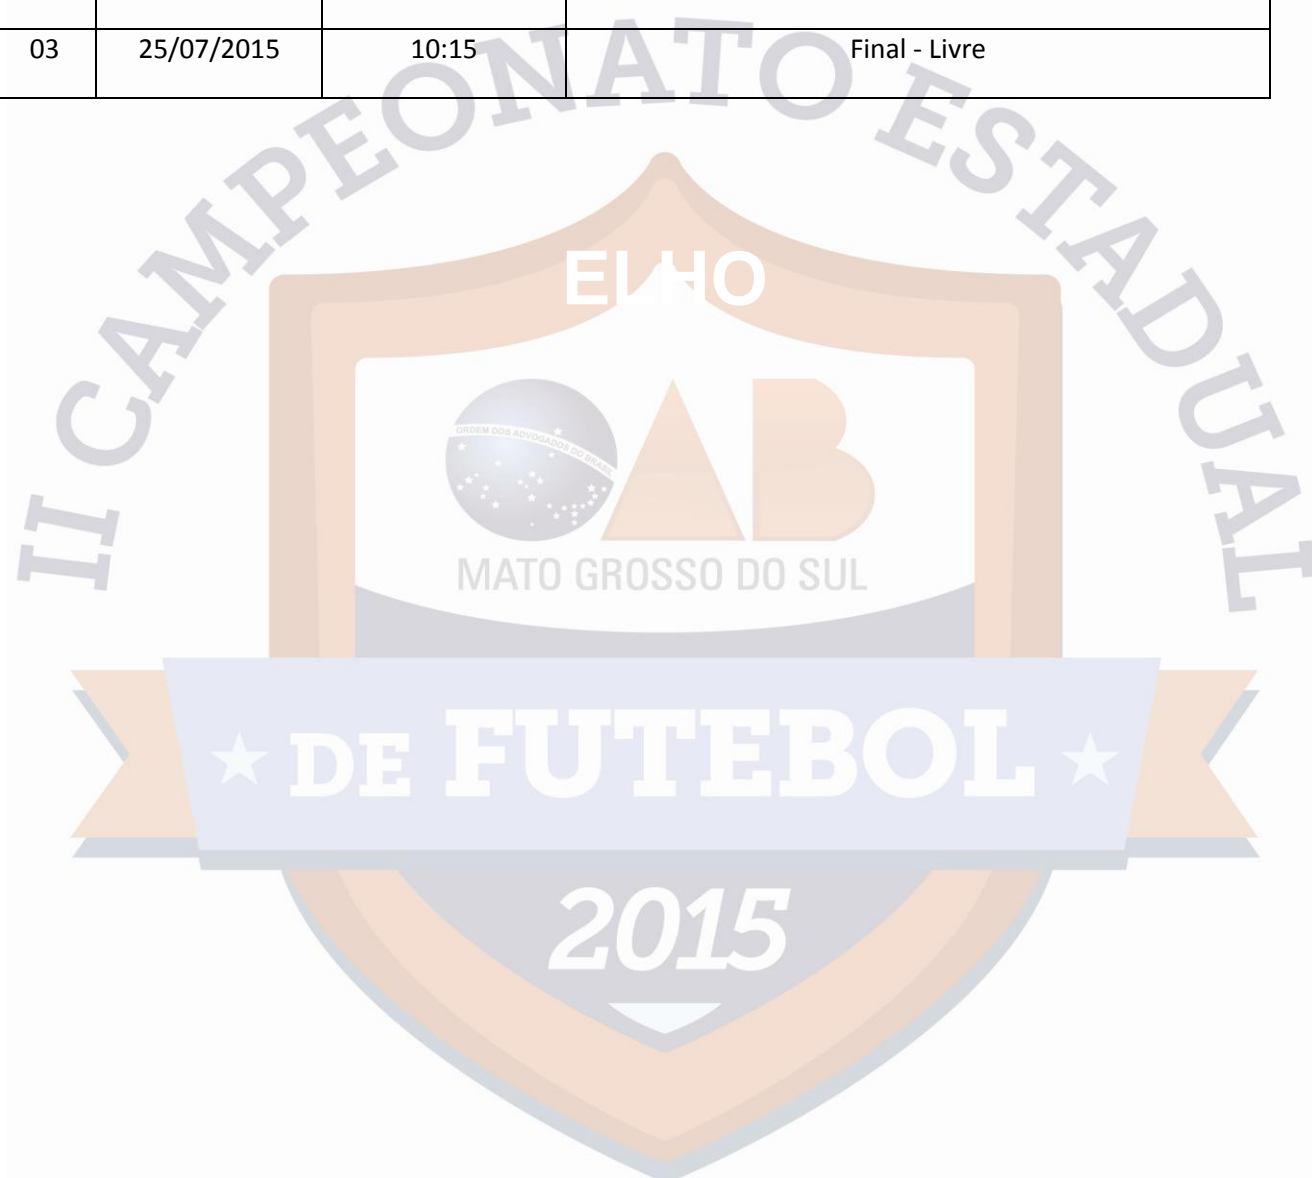 03 25/07/2015 10:15 Final - Livre
II CAMPEONATO ESTADUAL
ELHO
ORDEM DOS ADVOGADOS DO BRASIL
OAB
MATO GROSSO DO SUL
DE FUTEBOL
2015